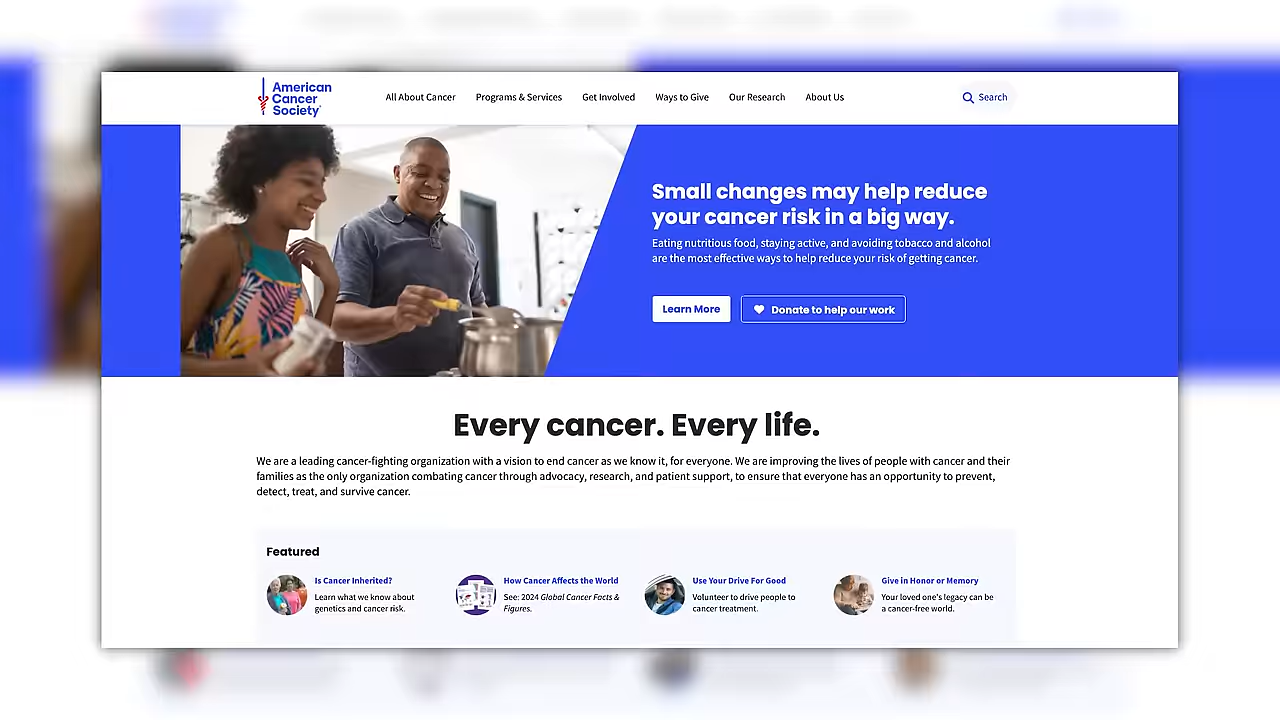 American
Cancer
Society
All About Cancer
Programs & Services
Get Involved
Ways to Give
Our Research
About Us
Search
Small changes may help reduce
your cancer risk in a big way.
Eating nutritious food, staying active, and avoiding tobacco and alcohol
are the most effective ways to help reduce your risk of getting cancer.
Learn More
Donate to help our work
Every cancer. Every life.
We are a leading cancer-fighting organization with a vision to end cancer as we know it, for everyone. We are improving the lives of people with cancer and their
families as the only organization combating cancer through advocacy, research, and patient support, to ensure that everyone has an opportunity to prevent,
detect, treat, and survive cancer.
Featured
Is Cancer Inherited?
Learn what we know about
genetics and cancer risk.
How Cancer Affects the World
See: 2024 Global Cancer Facts &
Figures.
Use Your Drive For Good
Volunteer to drive people to
cancer treatment.
Give in Honor or Memory
Your loved one's legacy can be
a cancer-free world.